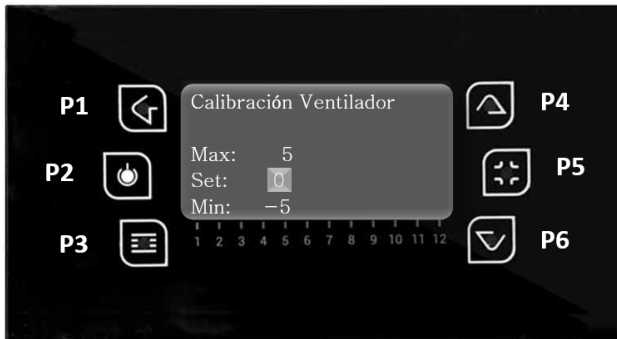 P1
P2
P3
Calibración Ventilador
Max: 5
Set: 0
Min: -5
1 2 3 4 5 6 7 8 9 10 11 12
P4
P5
P6